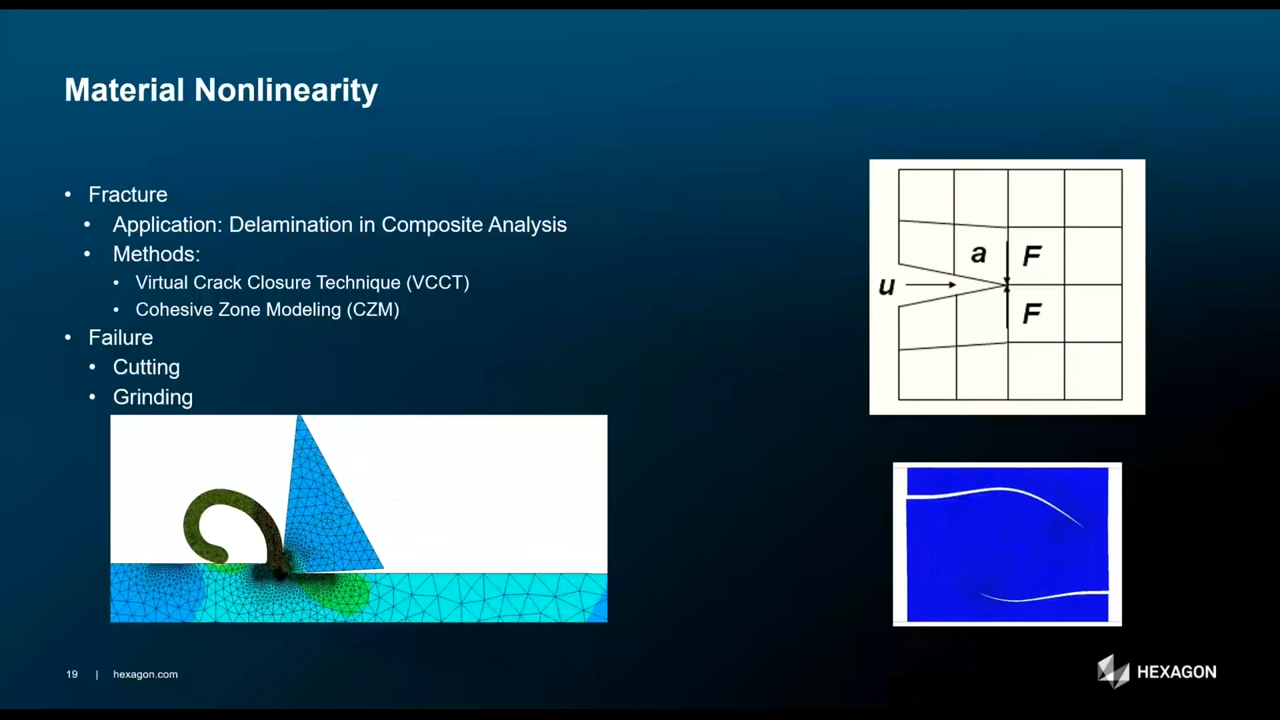 Material Nonlinearity
• Fracture
• Application: Delamination in Composite Analysis
• Methods:
• Virtual Crack Closure Technique (VCCT)
• Cohesive Zone Modeling (CZM)
• Failure
• Cutting
• Grinding
a F
u
F
19 | hexagon.com
HEXAGON